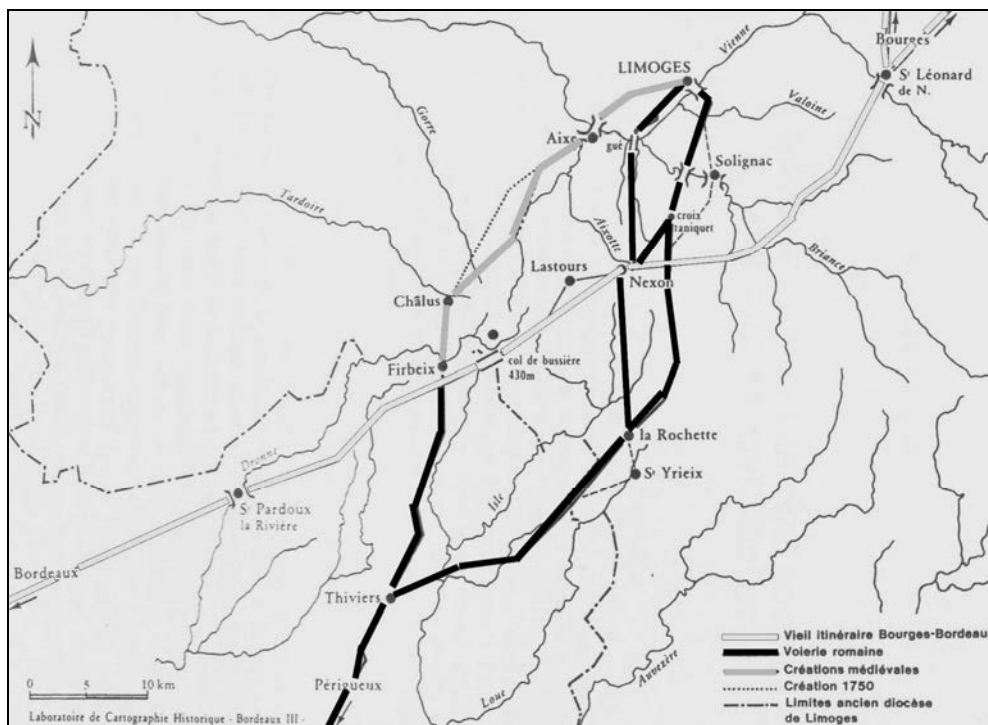 Bourges
Vienne
LIMOGES
St Léonard
de N.
Gorre
Valoine
Aixe
gué
Solignac
Tardoire
croix
taniquet
Aixette
Briance
Lastours
Nexon
Châlus
col de bussière
430m
Firbeix
la Rochette
Dronne
St Yrieix
Isle
St Pardoux
la Rivière
Bordeaux
Thiviers
Périgueux
Loue
Auvezère
N
0 5 10 km
Vieil itinéraire Bourges-Bordeau
Voierie romaine
Créations médiévales
Création 1750
Limites ancien diocèse
de Limoges
Laboratoire de Cartographie Historique - Bordeaux III -